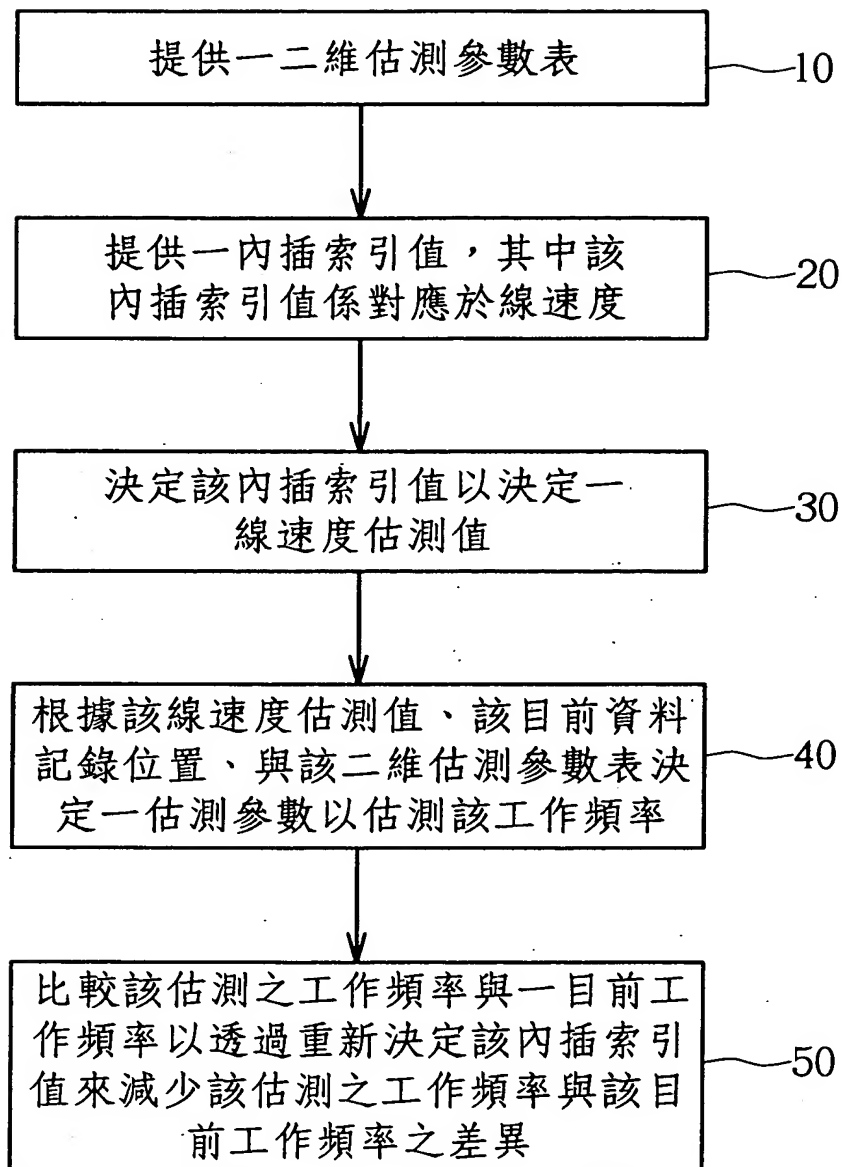 提供一二維估測參數表
10
提供一內插索引值，其中該
內插索引值係對應於線速度
20
決定該內插索引值以決定一
線速度估測值
30
根據該線速度估測值、該目前資料
記錄位置、與該二維估測參數表決
定一估測參數以估測該工作頻率
40
比較該估測之工作頻率與一目前工
作頻率以透過重新決定該內插索引
值來減少該估測之工作頻率與該目
前工作頻率之差異
50